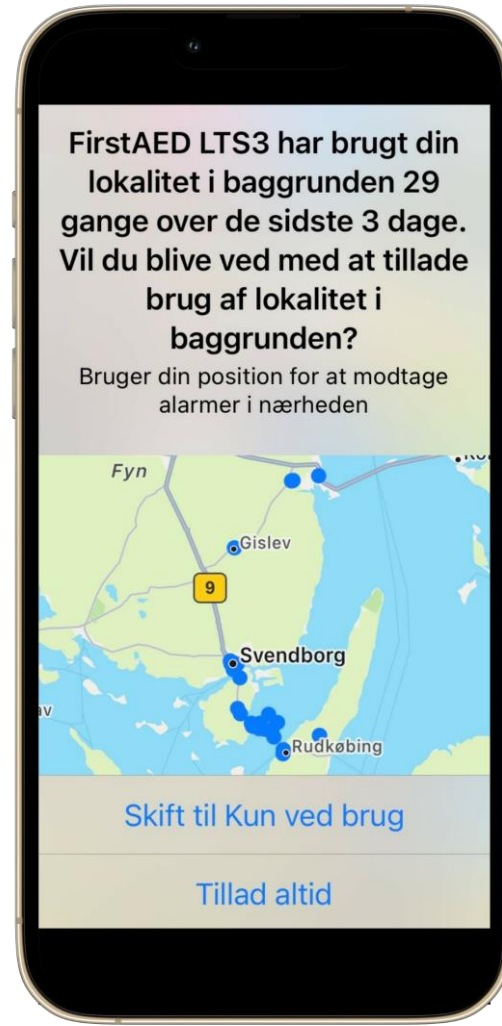 FirstAED LTS3 har brugt din
lokalitet i baggrunden 29
gange over de sidste 3 dage.
Vil du blive ved med at tillade
brug af lokalitet i
baggrunden?
Bruger din position for at modtage
alarmer i nærheden
Fyn
Gislev
9
Svendborg
Rudkøbing
Skift til Kun ved brug
Tillad altid